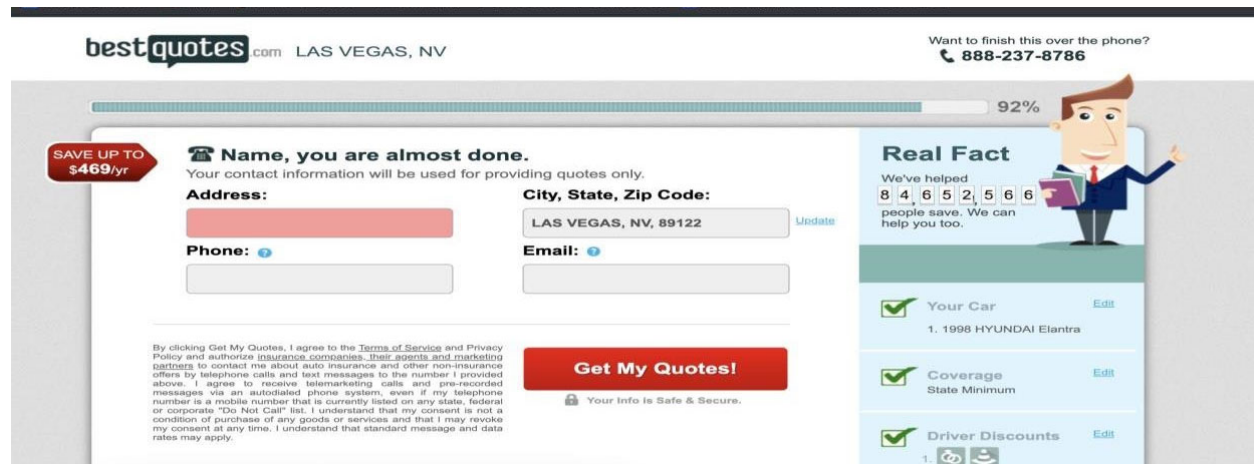 bestquotes.com LAS VEGAS, NV
Want to finish this over the phone?
888-237-8786
92%
SAVE UP TO
$469/yr
Name, you are almost done.
Your contact information will be used for providing quotes only.
Address:
City, State, Zip Code:
LAS VEGAS, NV, 89122
Update
Phone: ?
Email: ?
By clicking Get My Quotes, I agree to the Terms of Service and Privacy
Policy and authorize insurance companies, their agents and marketing
partners to contact me about auto insurance and other non-insurance
offers by telephone calls and text messages to the number I provided
above. I agree to receive telemarketing calls and pre-recorded
messages via an autodialed phone system, even if my telephone
number is a mobile number that is currently listed on any state, federal
or corporate "Do Not Call" list. I understand that my consent is not a
condition of purchase of any goods or services and that I may revoke
my consent at any time. I understand that standard message and data
rates may apply.
Get My Quotes!
Your Info is Safe & Secure.
Real Fact
We've helped
84,652,566
people save. We can
help you too.
Your Car
Edit
1. 1998 HYUNDAI Elantra
Coverage
Edit
State Minimum
Driver Discounts
Edit
1.